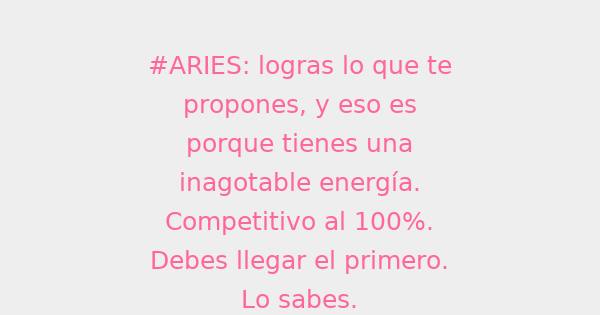 #ARIES: logras lo que te
propones, y eso es
porque tienes una
inagotable energía.
Competitivo al 100%.
Debes llegar el primero.
Lo sabes.